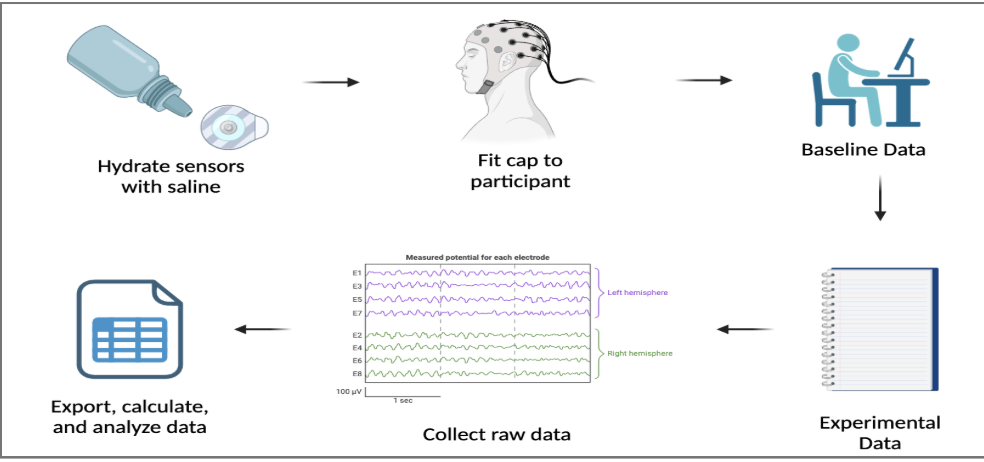 Hydrate sensors
with saline
Fit cap to
participant
Baseline Data
Experimental
Data
Measured potential for each electrode
E1
E3
E5
E7
Left hemisphere
E2
E4
E6
E8
Right hemisphere
100 μV
1 sec
Collect raw data
Export, calculate,
and analyze data